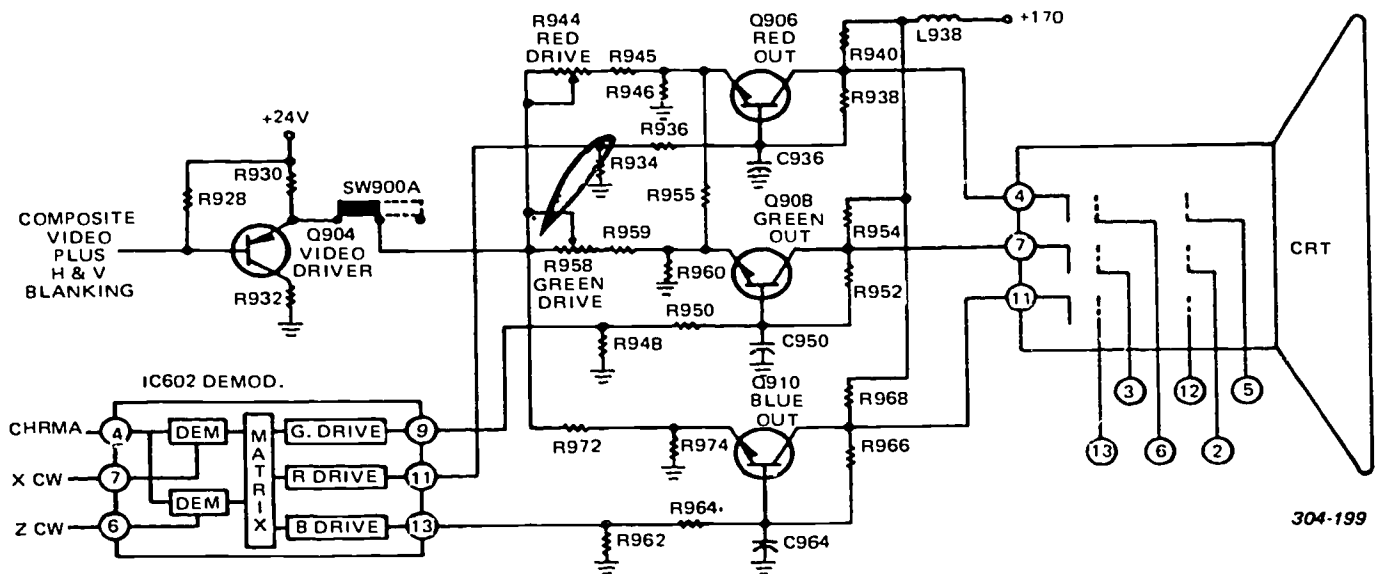 R944
RED
DRIVE
R945
R946
Q906
RED
OUT
L938
+170
R940
R938
+24V
R930
R928
SW900A
R936
R934
C936
R955
COMPOSITE
VIDEO
PLUS
H & V
BLANKING
Q904
VIDEO
DRIVER
R932
R959
R958
GREEN
DRIVE
R960
Q908
GREEN
OUT
R954
R952
R950
R948
C950
4
7
11
CRT
3
12
5
13
6
2
IC602 DEMOD.
CHRMA
X CW
Z CW
4
7
6
DEM
DEM
MATRIX
G. DRIVE
R DRIVE
B DRIVE
9
11
13
R972
R974
Q910
BLUE
OUT
R968
R966
R964
R962
C964
304-199